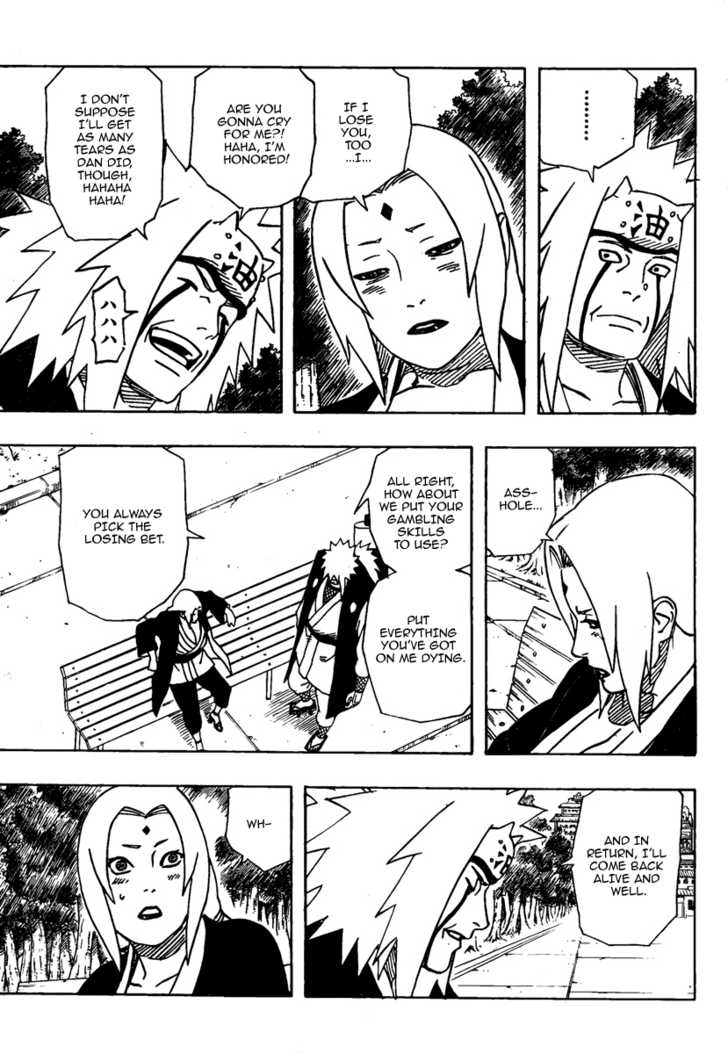 .........
油
IF I
LOSE
YOU,
TOO
...I...
ARE YOU
GONNA CRY
FOR ME?!
HAHA, I'M
HONORED!
I DON'T
SUPPOSE
I'LL GET
AS MANY
TEARS AS
DAN DID,
THOUGH,
HAHAHA
HAHA!
油
ハハハ
ASS-
HOLE...
ALL RIGHT,
HOW ABOUT
WE PUT YOUR
GAMBLING
SKILLS
TO USE?
PUT
EVERYTHING
YOU'VE GOT
ON ME DYING.
YOU ALWAYS
PICK THE
LOSING BET.
AND IN
RETURN, I'LL
COME BACK
ALIVE AND
WELL.
WH-